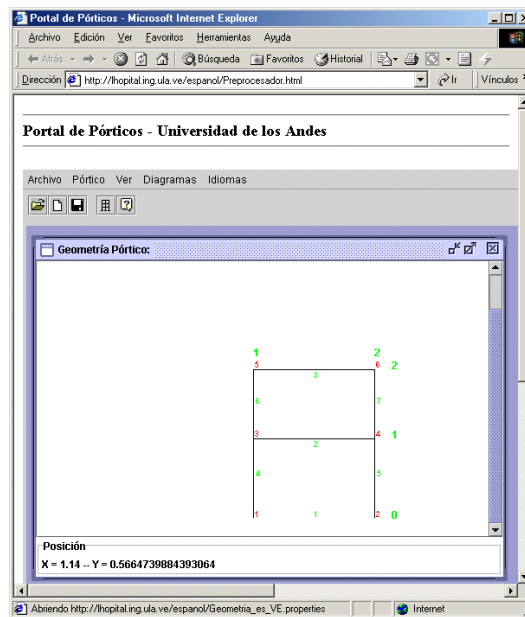 Portal de Pórticos - Microsoft Internet Explorer
Archivo Edición Ver Favoritos Herramientas Ayuda
Atrás Búsqueda Favoritos Historial
Dirección http://lhopital.ing.ula.ve/espanol/Preprocesador.html Ir Vínculos
Portal de Pórticos - Universidad de los Andes
Archivo Pórtico Ver Diagramas Idiomas
Geometría Pórtico:
1 2
5 6 2
3
6 7
3 4 1
2
4 5
1 1 2 0
Posición
X = 1.14 -- Y = 0.5664739884393064
Abriendo http://lhopital.ing.ula.ve/espanol/Geometria_es_VE.properties Internet